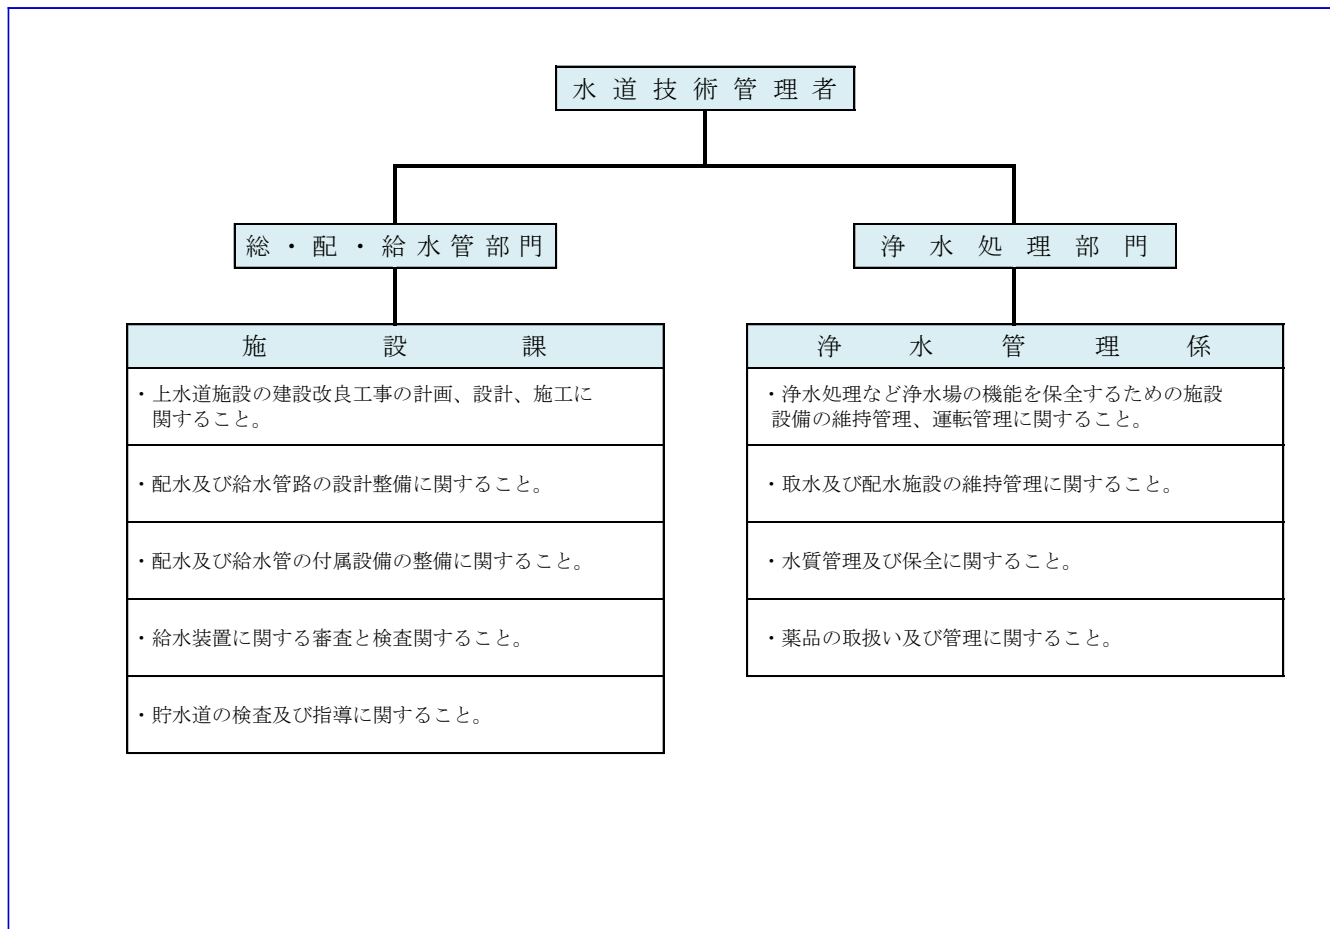 水道技術管理者
総・配・給水管部門
浄水処理部門
施設課
・上水道施設の建設改良工事の計画、設計、施工に
関すること。
・配水及び給水管路の設計整備に関すること。
・配水及び給水管の付属設備の整備に関すること。
・給水装置に関する審査と検査関すること。
・貯水道の検査及び指導に関すること。
浄水管理係
・浄水処理など浄水場の機能を保全するための施設
設備の維持管理、運転管理に関すること。
・取水及び配水施設の維持管理に関すること。
・水質管理及び保全に関すること。
・薬品の取扱い及び管理に関すること。